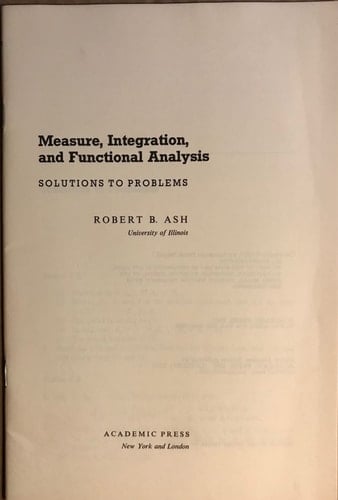 Measure, Integration,
and Functional Analysis
SOLUTIONS TO PROBLEMS
ROBERT B. ASH
University of Illinois
ACADEMIC PRESS
New York and London